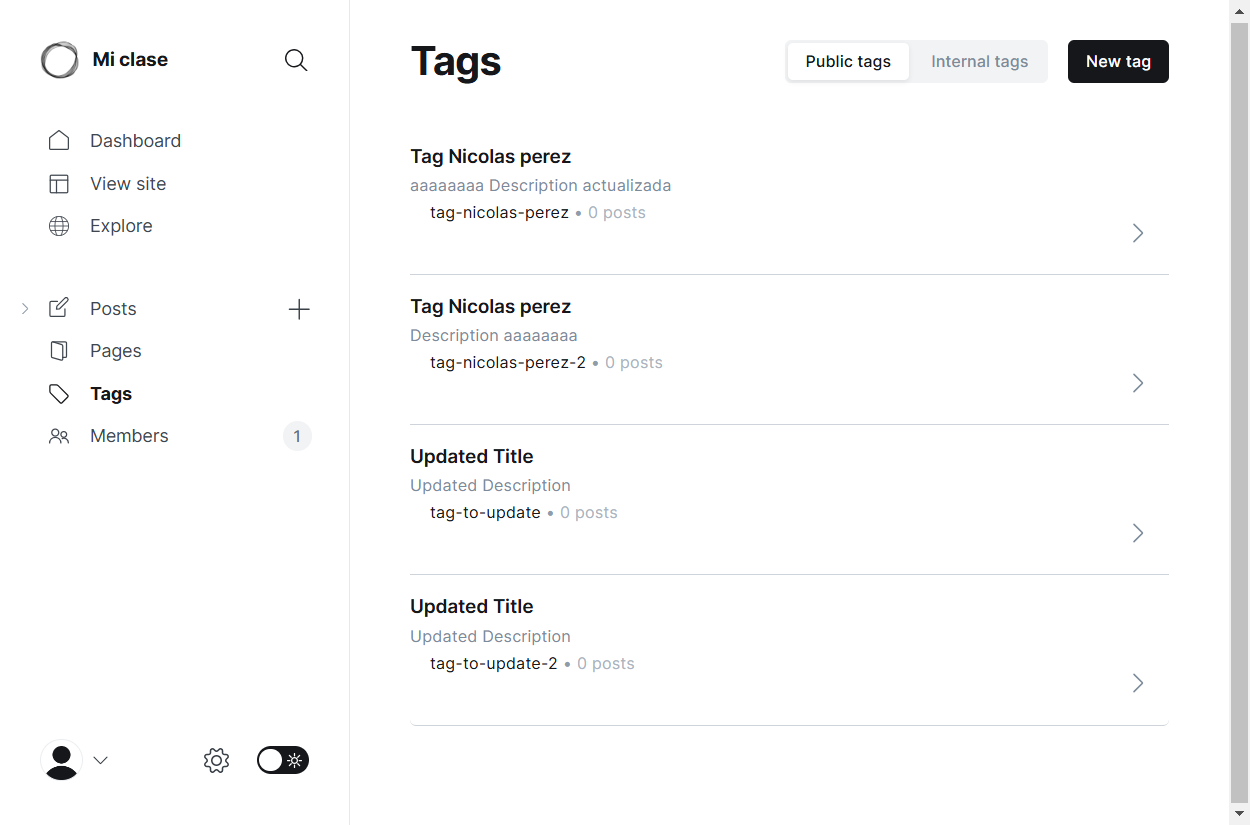 Mi clase
Dashboard
View site
Explore
Posts
Pages
Tags
Members
1
Tags
Public tags
Internal tags
New tag
Tag Nicolas perez
aaaaaaaa Description actualizada
tag-nicolas-perez • 0 posts
Tag Nicolas perez
Description aaaaaaaa
tag-nicolas-perez-2 • 0 posts
Updated Title
Updated Description
tag-to-update • 0 posts
Updated Title
Updated Description
tag-to-update-2 • 0 posts